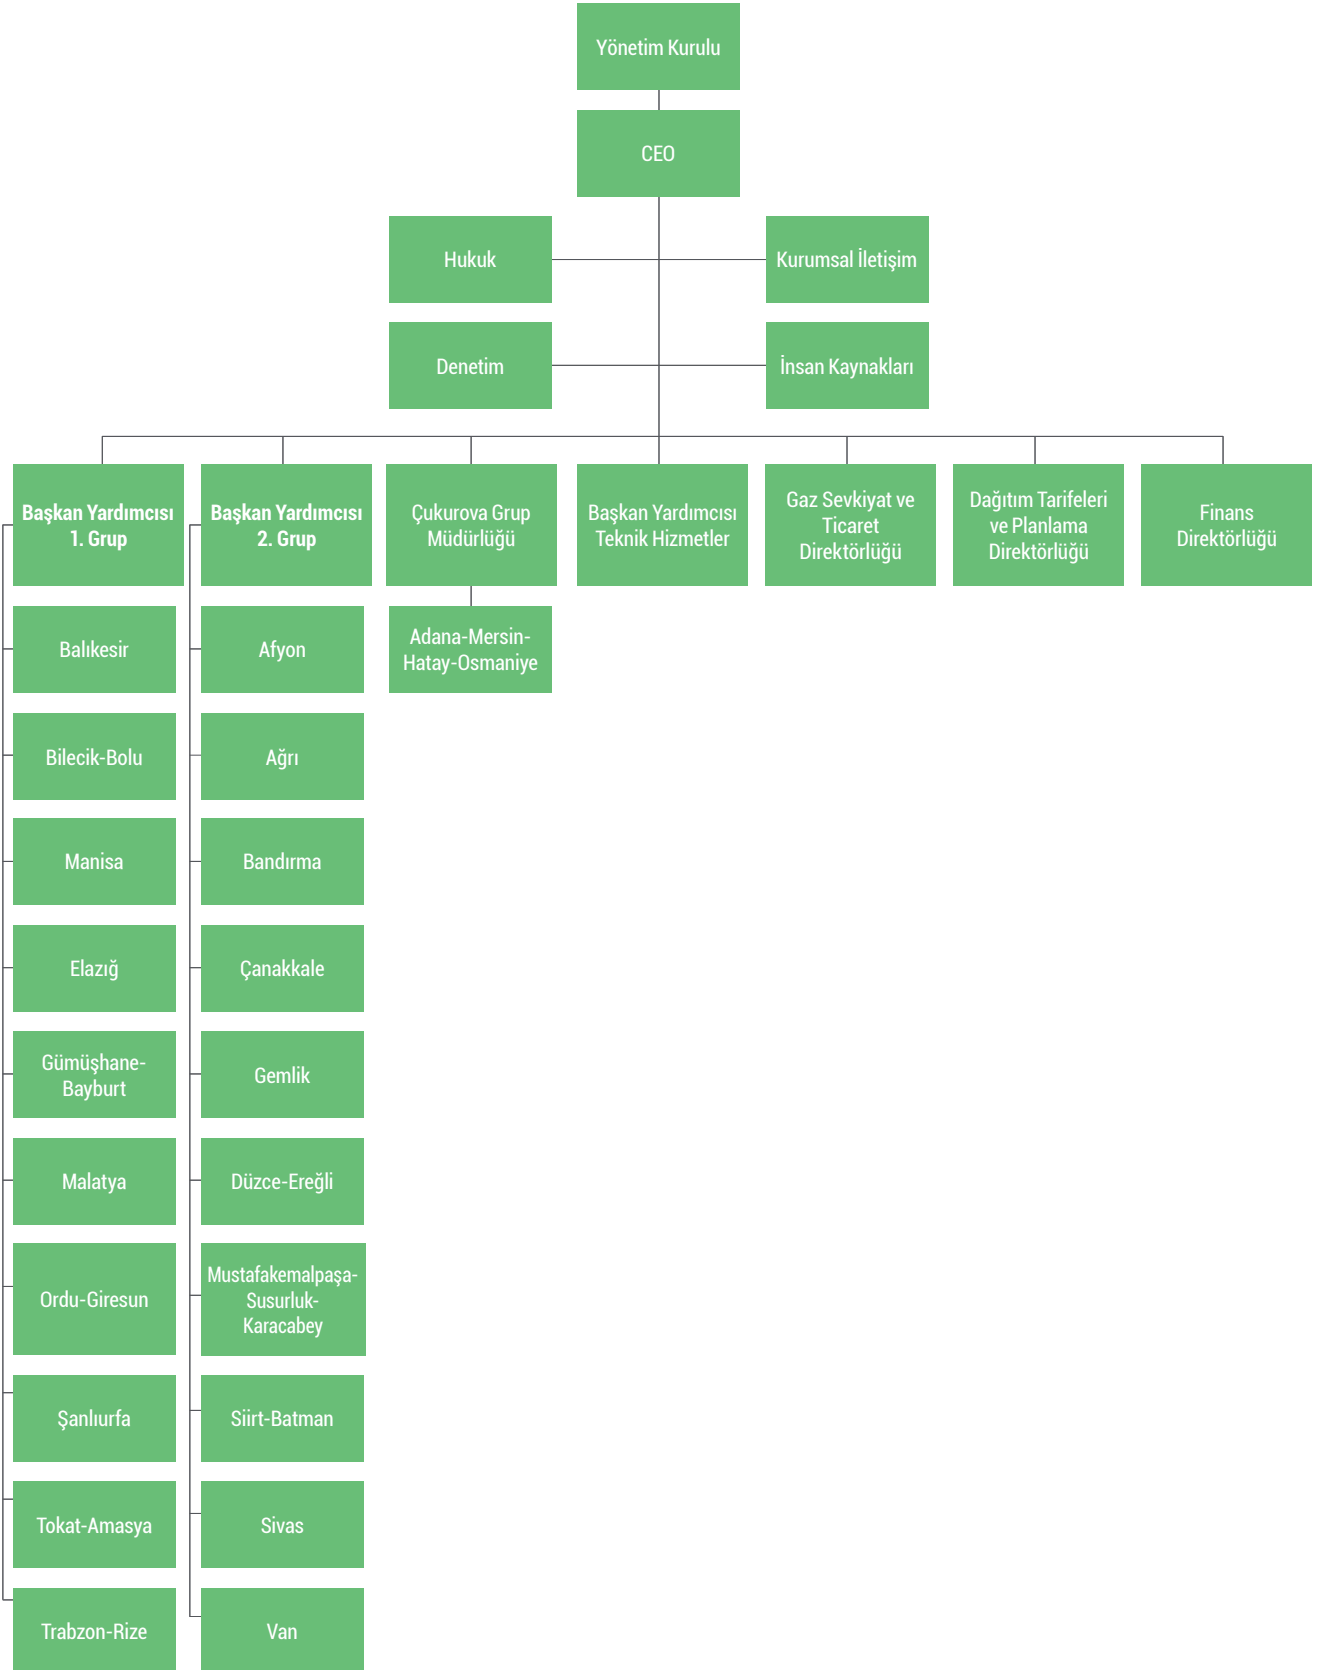 Yönetim Kurulu
CEO
Hukuk
Kurumsal İletişim
Denetim
İnsan Kaynakları
Başkan Yardımcısı
1. Grup
Başkan Yardımcısı
2. Grup
Çukurova Grup
Müdürlüğü
Başkan Yardımcısı
Teknik Hizmetler
Gaz Sevkiyat ve
Ticaret
Direktörlüğü
Dağıtım Tarifeleri
ve Planlama
Direktörlüğü
Finans
Direktörlüğü
Balıkesir
Bilecik-Bolu
Manisa
Elazığ
Gümüşhane-
Bayburt
Malatya
Ordu-Giresun
Şanlıurfa
Tokat-Amasya
Trabzon-Rize
Afyon
Ağrı
Bandırma
Çanakkale
Gemlik
Düzce-Ereğli
Mustafakemalpaşa-
Susurluk-
Karacabey
Siirt-Batman
Sivas
Van
Adana-Mersin-
Hatay-Osmaniye